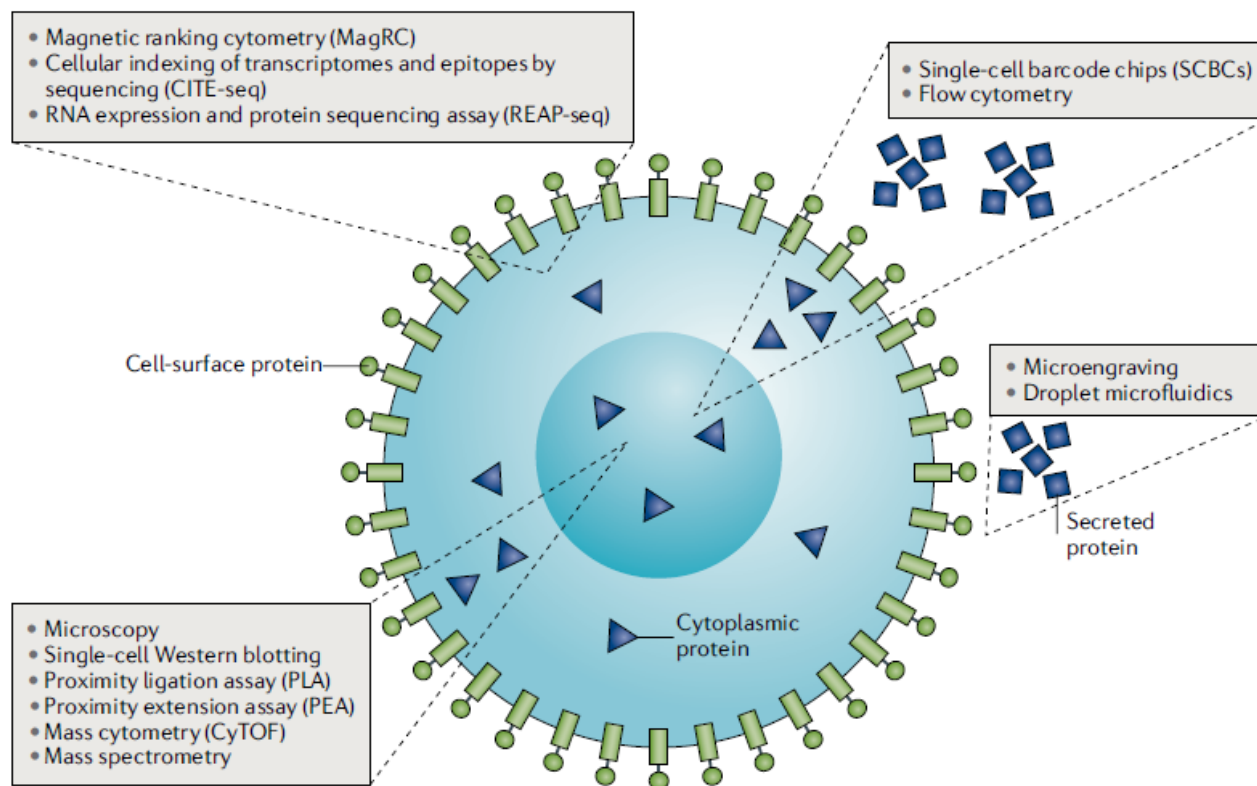 • Magnetic ranking cytometry (MagRC)
• Cellular indexing of transcriptomes and epitopes by
sequencing (CITE-seq)
• RNA expression and protein sequencing assay (REAP-seq)
• Single-cell barcode chips (SCBCs)
• Flow cytometry
Cell-surface protein
• Microengraving
• Droplet microfluidics
Secreted
protein
Cytoplasmic
protein
• Microscopy
• Single-cell Western blotting
• Proximity ligation assay (PLA)
• Proximity extension assay (PEA)
• Mass cytometry (CyTOF)
• Mass spectrometry